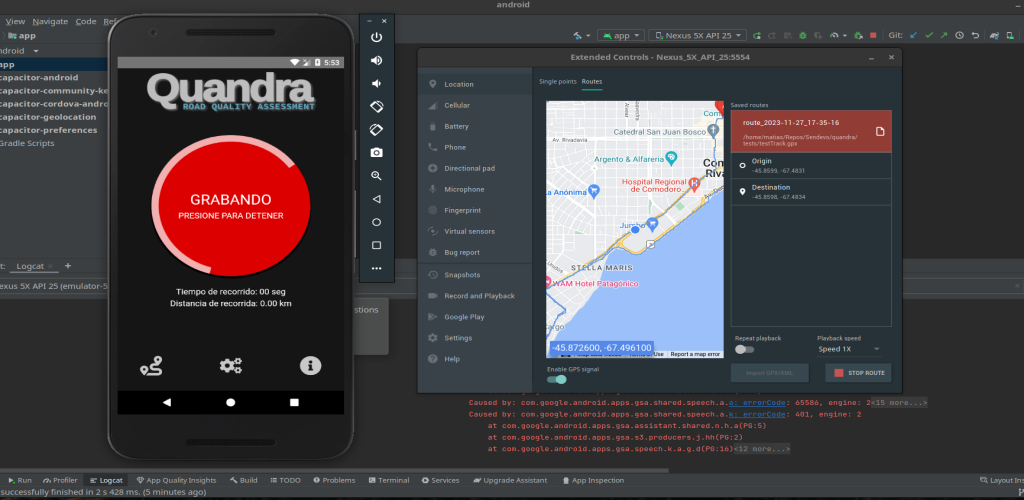 android
View
Navigate
Code
app
app
Nexus 5X API 25
Git:
ndroid
app
capacitor-android
capacitor-community-ke
capacitor-cordova-andro
capacitor-geolocation
capacitor-preferences
Gradle Scripts
5:53
Quandra
ROAD QUALITY ASSESSMENT
GRABANDO
PRESIONE PARA DETENER
Tiempo de recorrido: 00 seg
Distancia de recorrida: 0.00 km
Extended Controls - Nexus_5X_API_25:5554
Location
Cellular
Battery
Phone
Directional pad
Microphone
Fingerprint
Virtual sensors
Bug report
Snapshots
Record and Playback
Google Play
Settings
Help
Single points
Routes
Com
Catedral San Juan Bosco
Av. Rivadavia
Argento & Alfarería
Com
Riva
Hospital Regional
de Comodoro
La Anónima
Jumbo
STELLA MARIS
WAM Hotel Patagónico
-45.872600, -67.496100
Report a map error
Enable GPS signal
Saved routes
route_2023-11-27_17-35-16
/home/matias/Repos/Sendevo/quandra/
tests/testTrack.gpx
Origin
-45.8599, -67.4831
Destination
-45.8598, -67.4834
Repeat playback
Playback speed
Speed 1X
Import GPX/KML
STOP ROUTE
Logcat
exus 5X API 25 (emulator-5
stions
Caused by: com.google.android.apps.gsa.shared.speech.a.a: errorCode: 65586, engine: 2<15 more...>
Caused by: com.google.android.apps.gsa.shared.speech.a.k: errorCode: 401, engine: 2
at com.google.android.apps.gsa.assistant.shared.n.h.a(PG:5)
at com.google.android.apps.gsa.s3.producers.j.hh(PG:2)
at com.google.android.apps.gsa.speech.k.a.g.d(PG:16)<12 more...>
Run
Profiler
Logcat
App Quality Insights
Build
TODO
Problems
Terminal
Services
Upgrade Assistant
App Inspection
Layout Ins
successfully finished in 2 s 428 ms. (5 minutes ago)